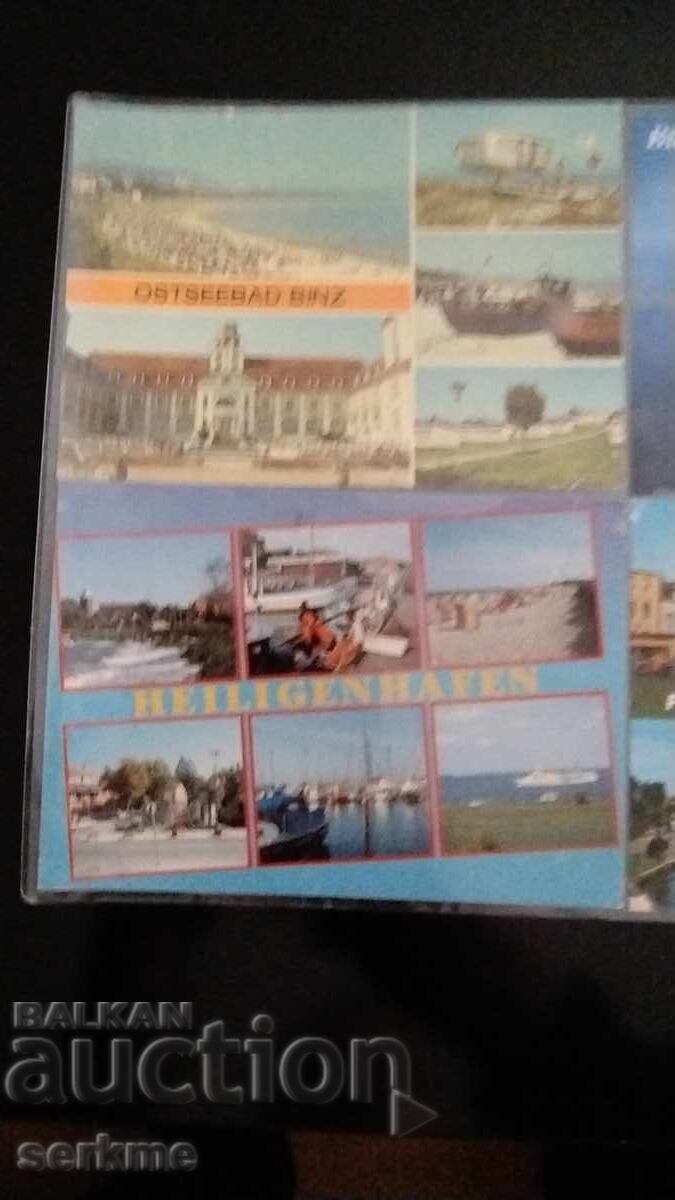 OSTSEEBAD BINZ
HEILIGENHAFEN
BALKAN
auction
serkme